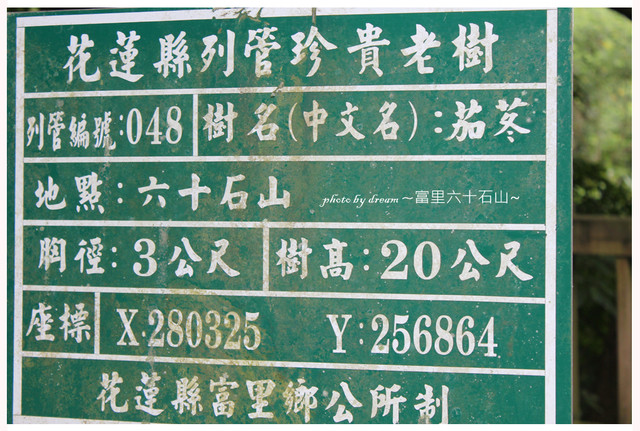 花蓮縣列管珍貴老樹
列管編號:048 樹名(中文名):茄苳
地點:六十石山
photo by dream ～富里六十石山～
胸徑:3公尺 樹高:20公尺
座標 X:280325 Y:256864
花蓮縣富里鄉公所制